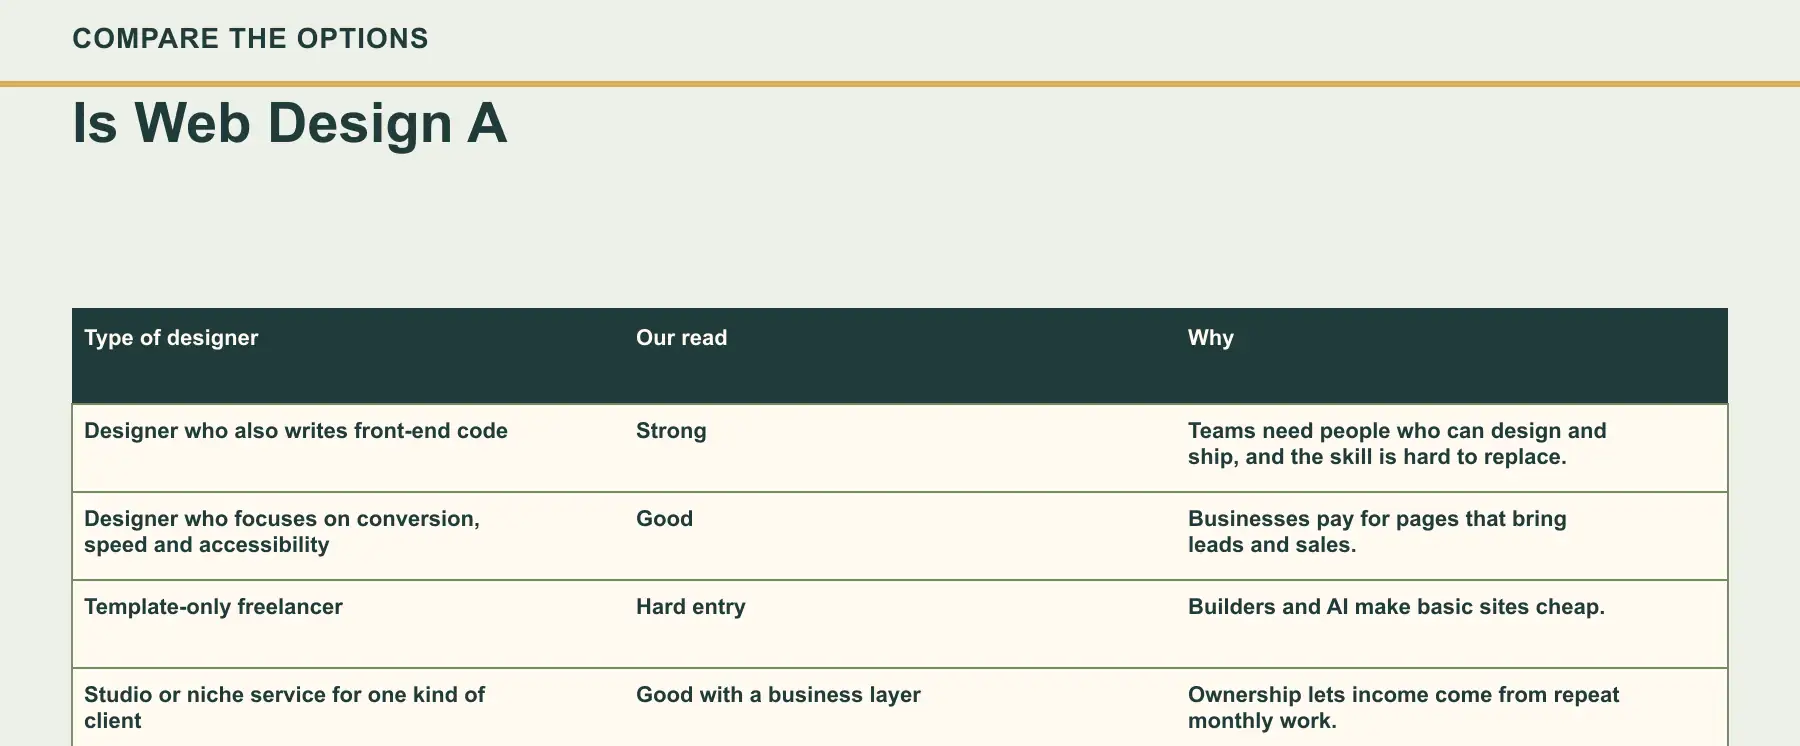 COMPARE THE OPTIONS
Is Web Design A
Type of designer
Our read
Why
Designer who also writes front-end code
Strong
Teams need people who can design and
ship, and the skill is hard to replace.
Designer who focuses on conversion,
speed and accessibility
Good
Businesses pay for pages that bring
leads and sales.
Template-only freelancer
Hard entry
Builders and AI make basic sites cheap.
Studio or niche service for one kind of
client
Good with a business layer
Ownership lets income come from repeat
monthly work.